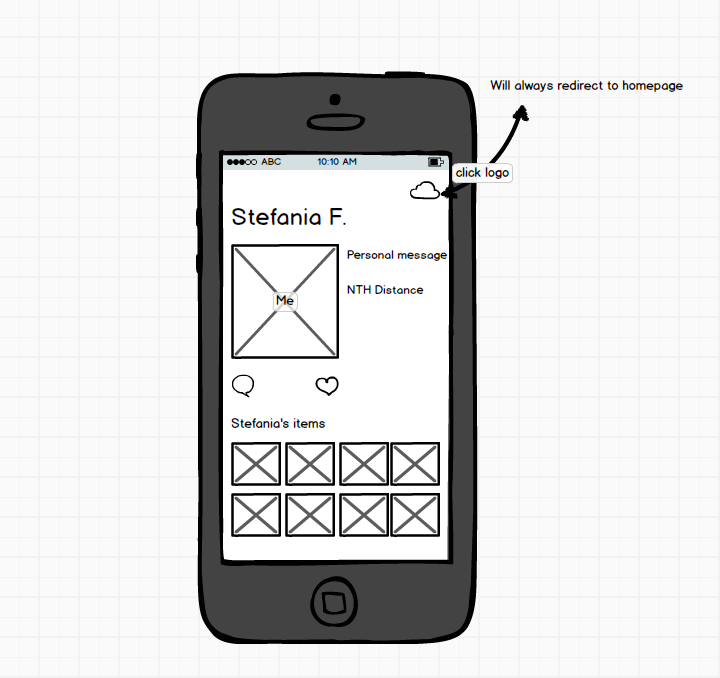 Will always redirect to homepage
ABC 10:10 AM
click logo
Stefania F.
Personal message
NTH Distance
Me
Stefania's items